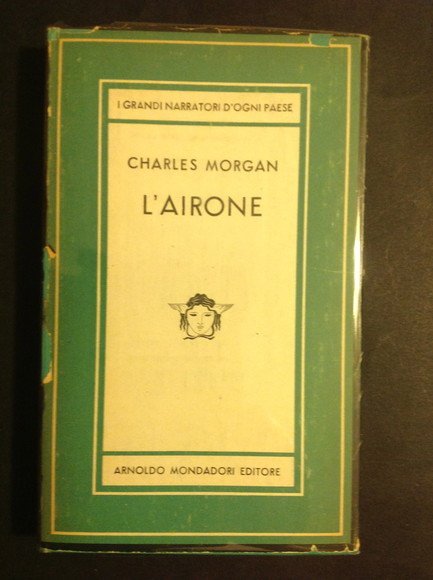 I GRANDI NARRATORI D'OGNI PAESE
CHARLES MORGAN
L'AIRONE
ARNOLDO MONDADORI EDITORE